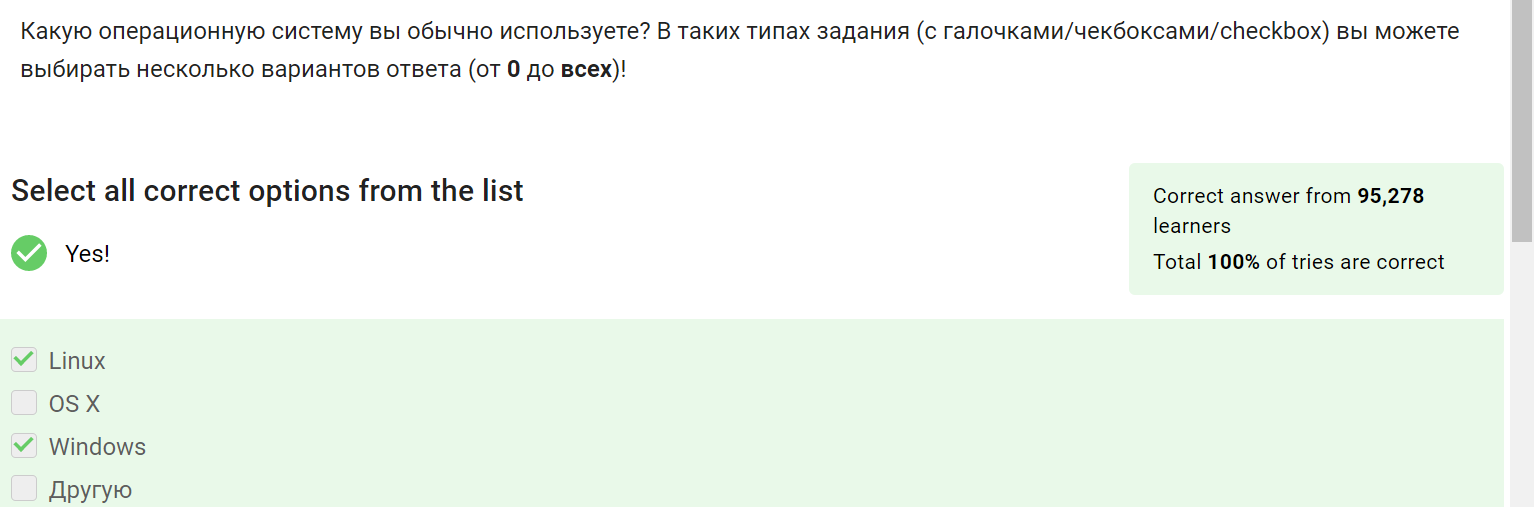 Какую операционную систему вы обычно используете? В таких типах задания (с галочками/чекбоксами/checkbox) вы можете
выбирать несколько вариантов ответа (от 0 до всех)!
Select all correct options from the list
Yes!
Correct answer from 95,278
learners
Total 100% of tries are correct
Linux
OS X
Windows
Другую